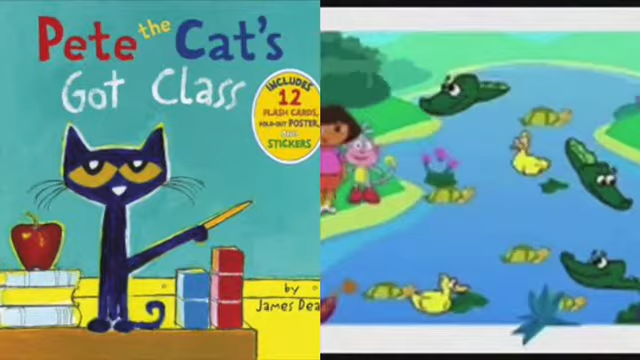 Pete the Cat's
Got Class
INCLUDES
12
FLASH CARDS,
FOLD-OUT POSTER,
AND
STICKERS
by
James Dea